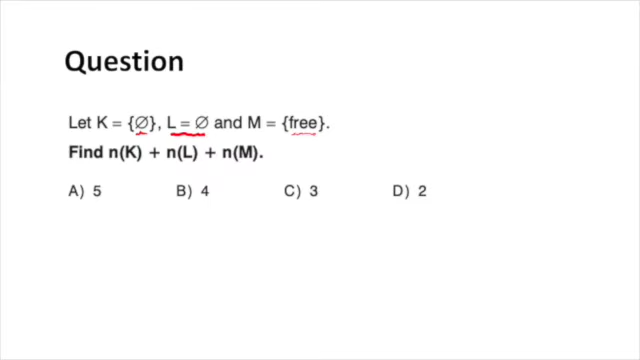 Question
Let K = {∅}, L = ∅ and M = {free}.
Find n(K) + n(L) + n(M).
A) 5 B) 4 C) 3 D) 2